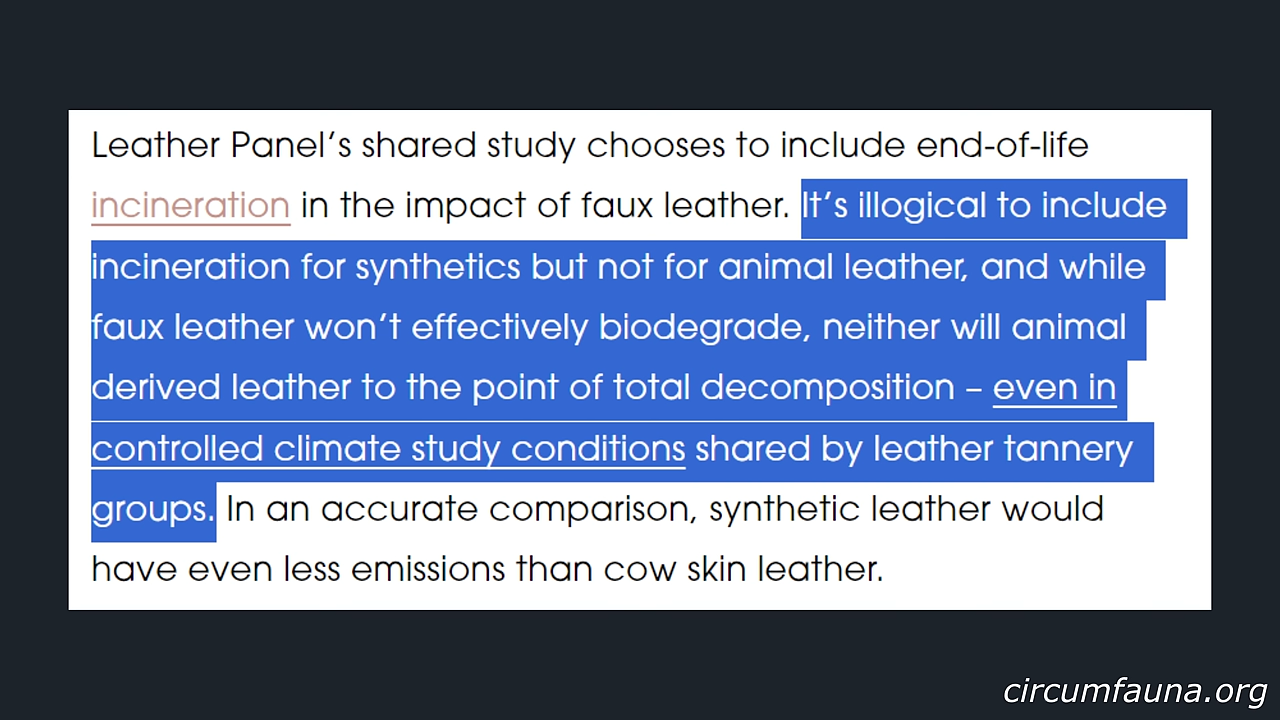 Leather Panel's shared study chooses to include end-of-life
incineration in the impact of faux leather. It's illogical to include
incineration for synthetics but not for animal leather, and while
faux leather won't effectively biodegrade, neither will animal
derived leather to the point of total decomposition – even in
controlled climate study conditions shared by leather tannery
groups. In an accurate comparison, synthetic leather would
have even less emissions than cow skin leather.
circumfauna.org